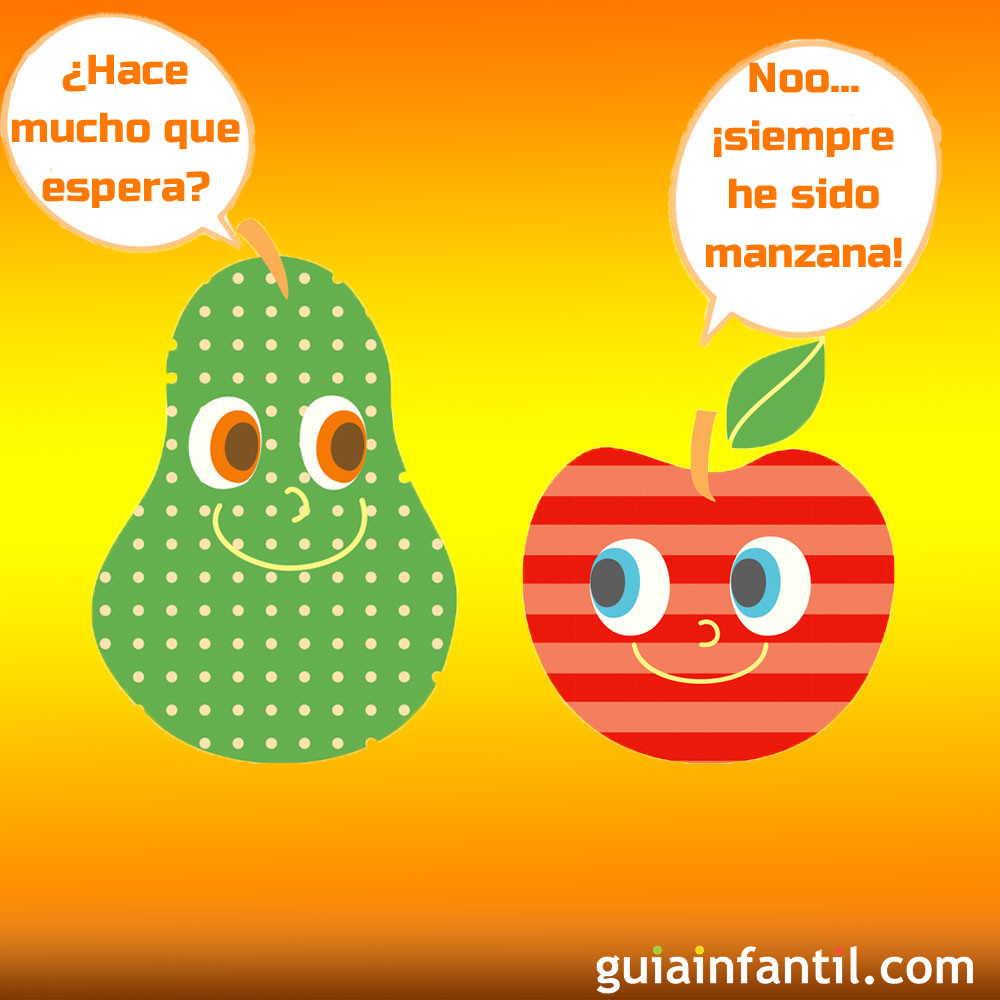 ¿Hace
mucho que
espera?
Noo...
¡siempre
he sido
manzana!
guiainfantil.com